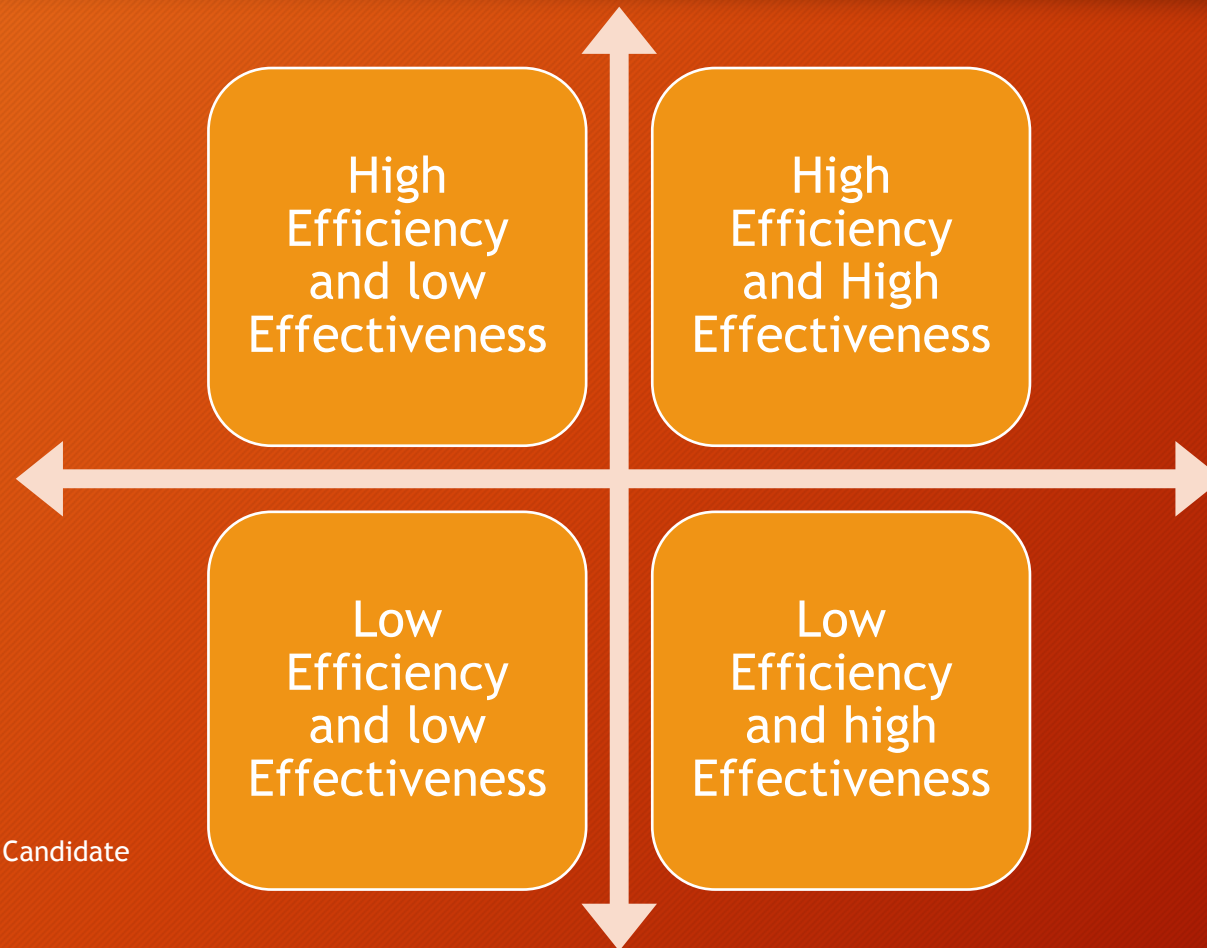 High
Efficiency
and low
Effectiveness
High
Efficiency
and High
Effectiveness
Low
Efficiency
and low
Effectiveness
Low
Efficiency
and high
Effectiveness
Candidate